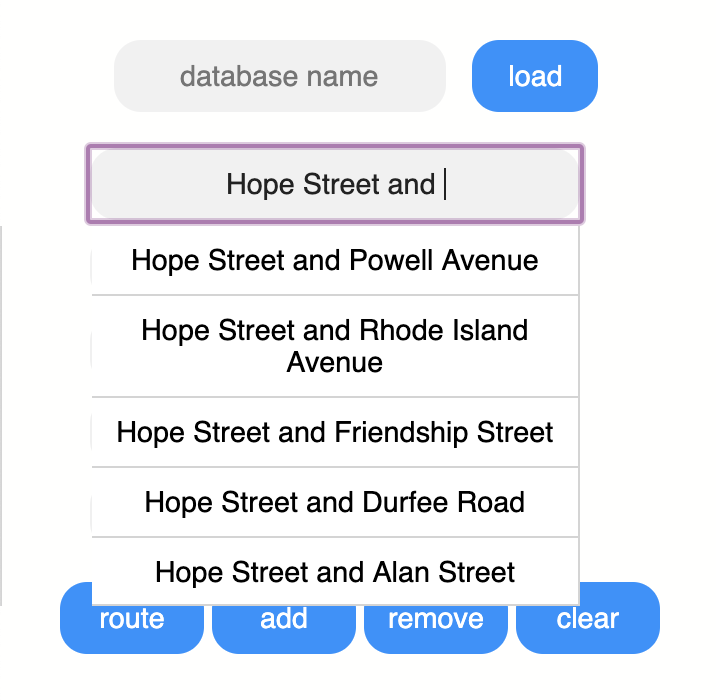 database name
load
Hope Street and
Hope Street and Powell Avenue
Hope Street and Rhode Island
Avenue
Hope Street and Friendship Street
Hope Street and Durfee Road
Hope Street and Alan Street
route
add
remove
clear